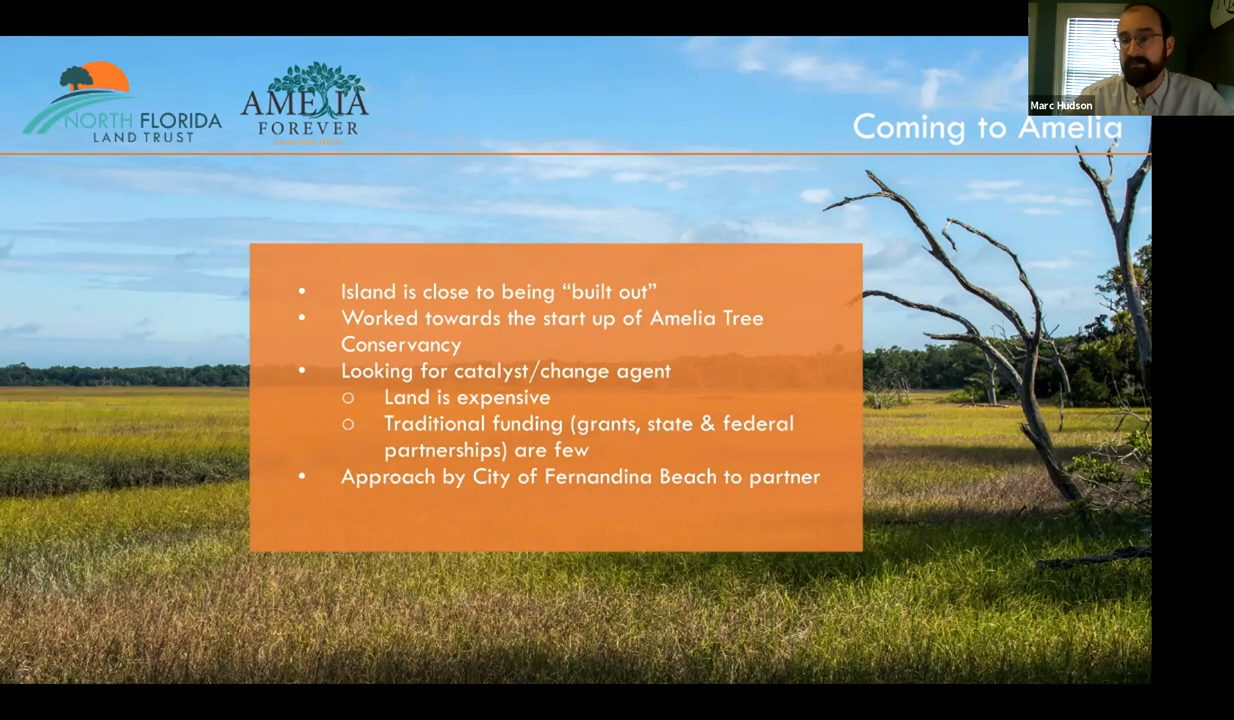 NORTH FLORIDA
LAND TRUST
AMELIA
FOREVER
Coming to Amelia
Marc Hudson
• Island is close to being “built out”
• Worked towards the start up of Amelia Tree
Conservancy
• Looking for catalyst/change agent
o Land is expensive
o Traditional funding (grants, state & federal
partnerships) are few
• Approach by City of Fernandina Beach to partner